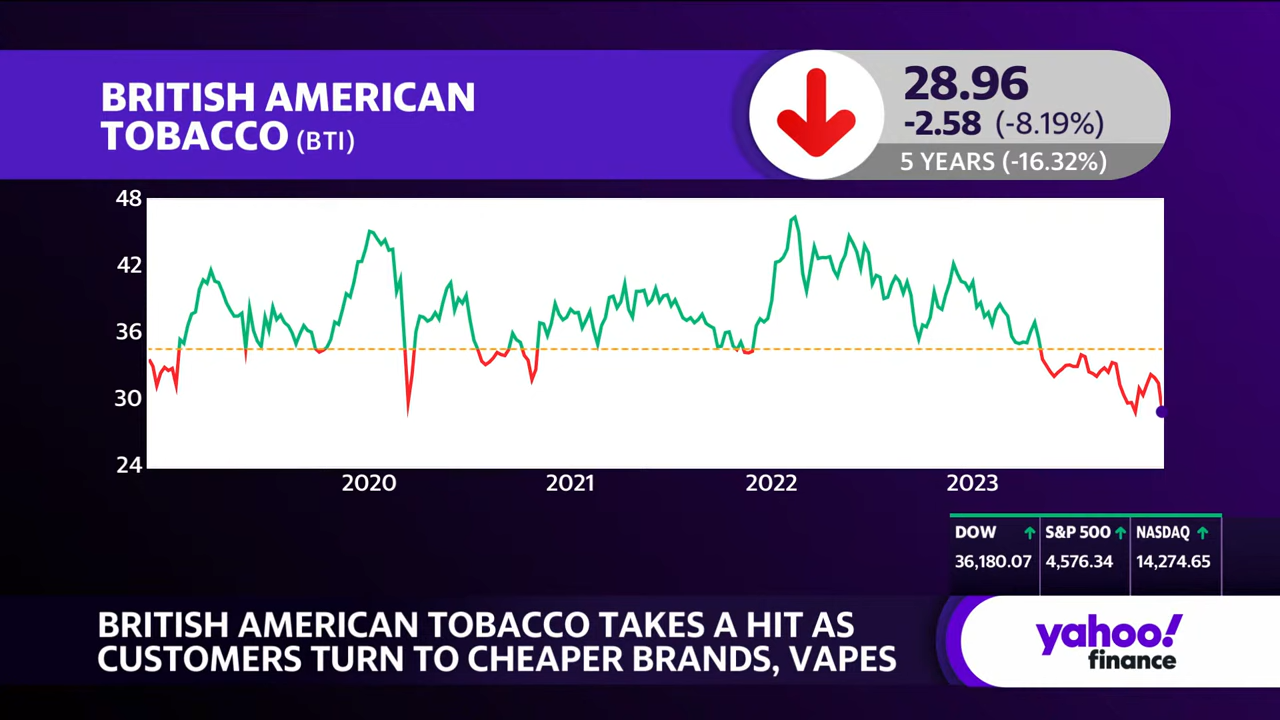 BRITISH AMERICAN
TOBACCO (BTI)
28.96
-2.58 (-8.19%)
5 YEARS (-16.32%)
48
42
36
30
24
2020 2021 2022 2023
DOW S&P 500 NASDAQ
36,180.07 4,576.34 14,274.65
BRITISH AMERICAN TOBACCO TAKES A HIT AS
CUSTOMERS TURN TO CHEAPER BRANDS, VAPES
yahoo!
finance